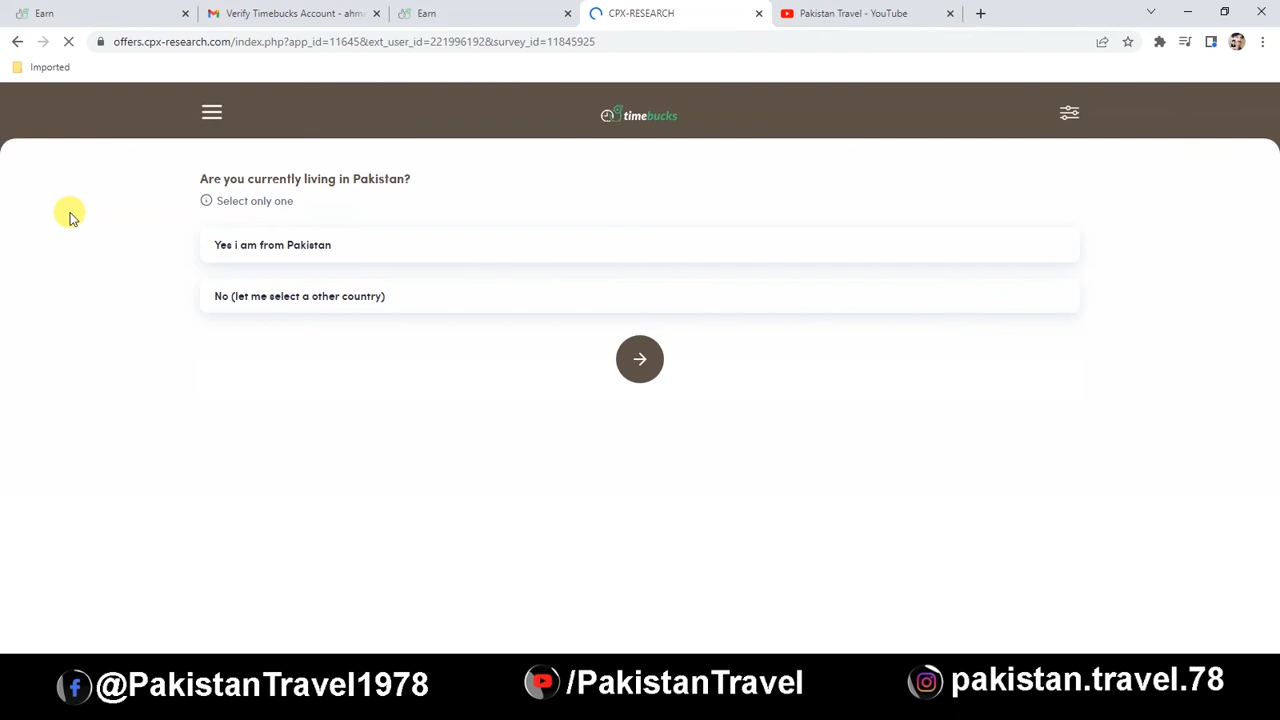 Earn
Verify Timebucks Account - ahma
Earn
CPX-RESEARCH
Pakistan Travel - YouTube
offers.cpx-research.com/index.php?app_id=11645&ext_user_id=221996192&survey_id=11845925
Imported
timebucks
Are you currently living in Pakistan?
Select only one
Yes i am from Pakistan
No (let me select a other country)
@PakistanTravel1978
/PakistanTravel
pakistan.travel.78